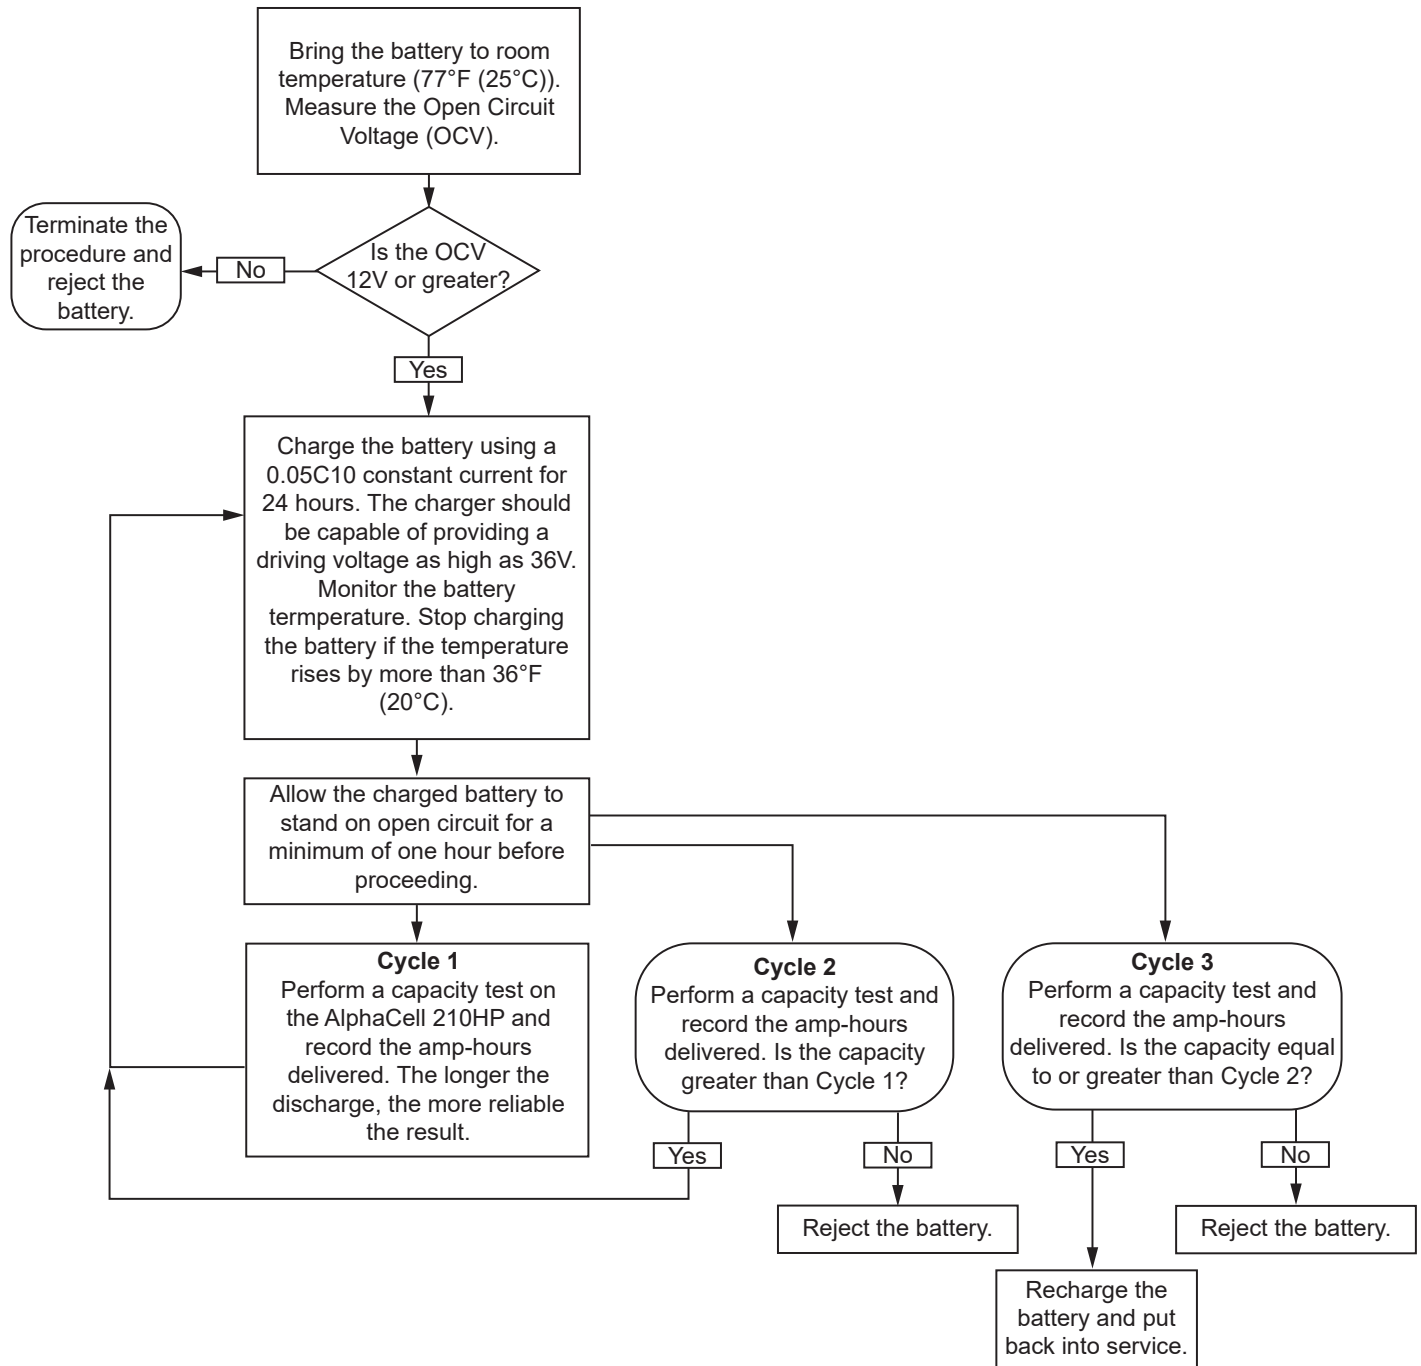 Bring the battery to room
temperature (77°F (25°C)).
Measure the Open Circuit
Voltage (OCV).
Is the OCV
12V or greater?
No
Terminate the
procedure and
reject the
battery.
Yes
Charge the battery using a
0.05C10 constant current for
24 hours. The charger should
be capable of providing a
driving voltage as high as 36V.
Monitor the battery
termperature. Stop charging
the battery if the temperature
rises by more than 36°F
(20°C).
Allow the charged battery to
stand on open circuit for a
minimum of one hour before
proceeding.
Cycle 1
Perform a capacity test on
the AlphaCell 210HP and
record the amp-hours
delivered. The longer the
discharge, the more reliable
the result.
Cycle 2
Perform a capacity test and
record the amp-hours
delivered. Is the capacity
greater than Cycle 1?
Yes
No
Reject the battery.
Cycle 3
Perform a capacity test and
record the amp-hours
delivered. Is the capacity equal
to or greater than Cycle 2?
Yes
No
Reject the battery.
Recharge the
battery and put
back into service.